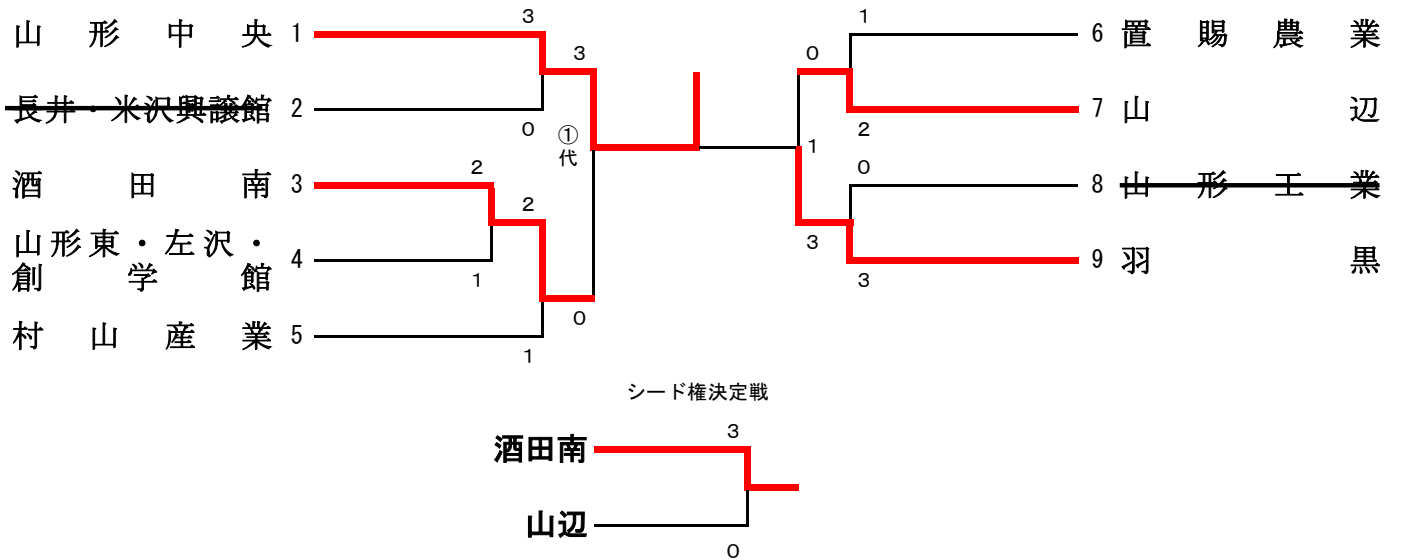 山形中央 1
長井・米沢興譲館 2
酒田南 3
山形東・左沢・
創学館 4
村山産業 5
3
0
3
①
代
2
1
2
1
0
6 置賜農業
7 山辺
8 山形工業
9 羽黒
1
2
0
0
3
1
3
シード権決定戦
酒田南
山辺
3
0